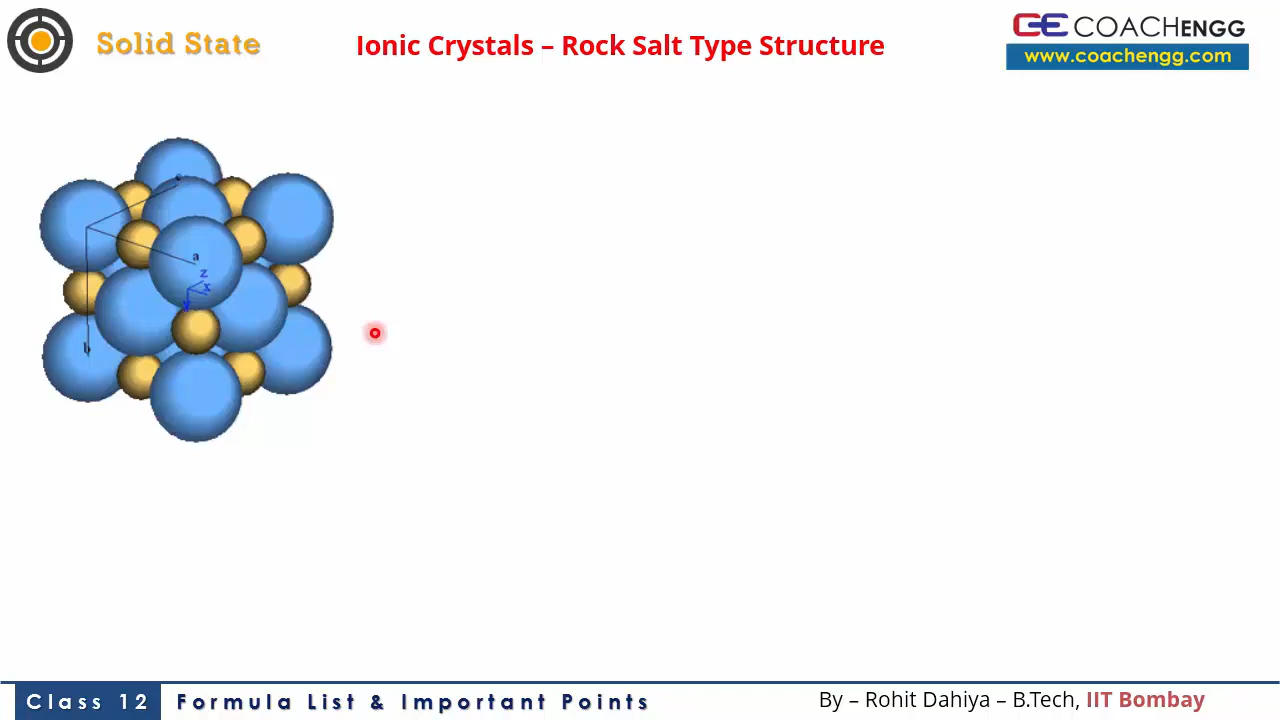 Solid State
Ionic Crystals – Rock Salt Type Structure
CE COACHENGG
www.coachengg.com
c
a
z
x
y
b
Class 12
Formula List & Important Points
By – Rohit Dahiya – B.Tech, IIT Bombay